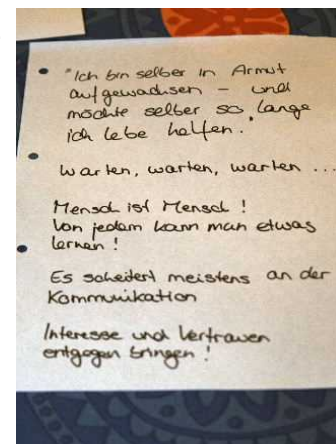 "Ich bin selber in Armut
aufgewachsen – und
möchte selber so lange
ich lebe helfen."
Warten, warten, warten ...
Mensch ist Mensch!
Von jedem kann man etwas
lernen!
Es scheitert meistens an der
Kommunikation
Interesse und Vertrauen
entgegen bringen!